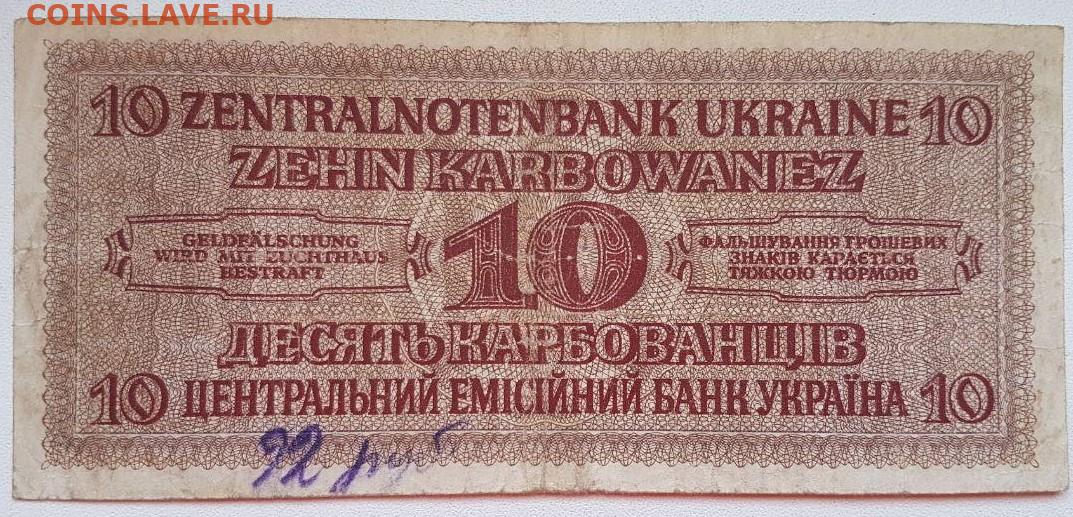 COINS.LAVE.RU
10 ZENTRALNOTENBANK UKRAINE 10
ZEHN KARBOWANEZ
GELDFÄLSCHUNG
WIRD MIT ZUCHTHAUS
BESTRAFT
10
ФАЛЬШУВАННЯ ГРОШЕВИХ
ЗНАКІВ КАРАЄТЬСЯ
ТЯЖКОЮ ТЮРМОЮ
ДЕСЯТЬ КАРБОВАНЦІВ
10 ЦЕНТРАЛЬНИЙ ЕМІСІЙНИЙ БАНК УКРАЇНА 10
92 руб